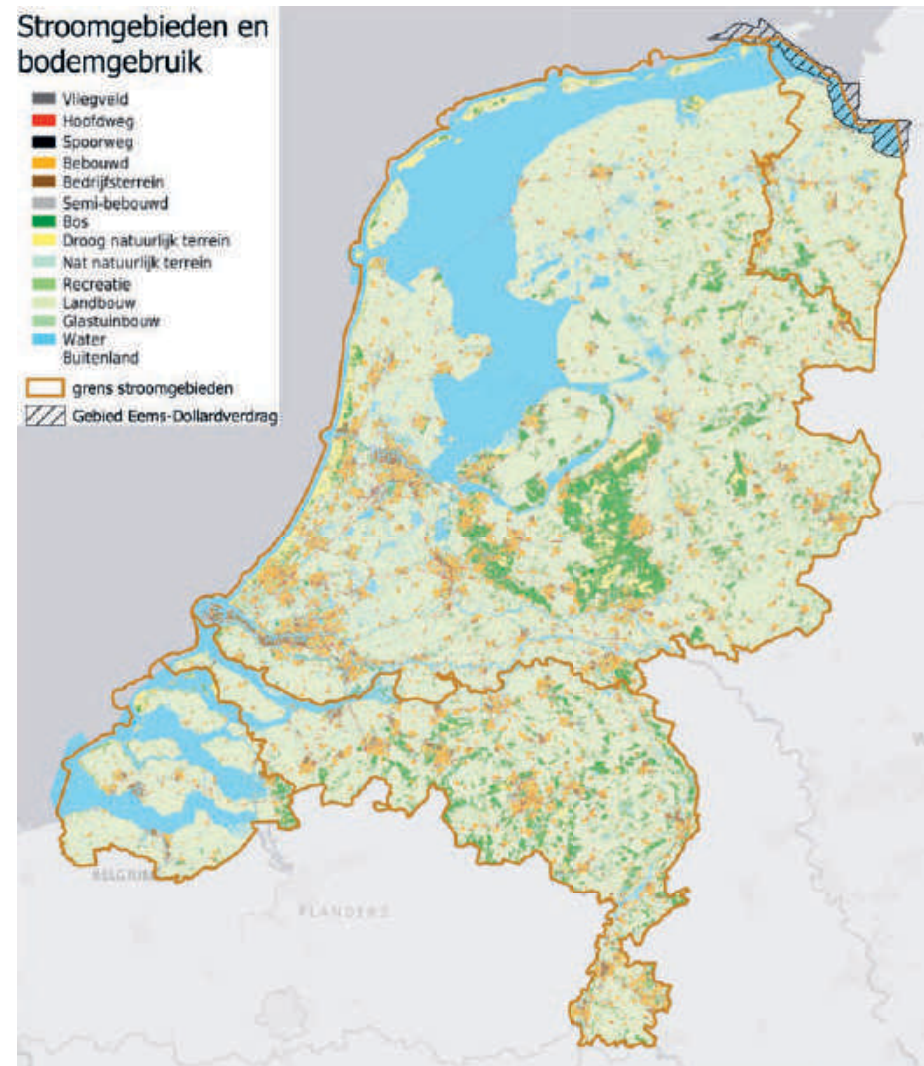 Stroomgebieden en
bodemgebruik
Vliegveld
Hoofdweg
Spoorweg
Bebouwd
Bedrijfsterrein
Semi-bebouwd
Bos
Droog natuurlijk terrein
Nat natuurlijk terrein
Recreatie
Landbouw
Glastuinbouw
Water
Buitenland
grens stroomgebieden
Gebied Eems-Dollardverdrag
FLANDERS